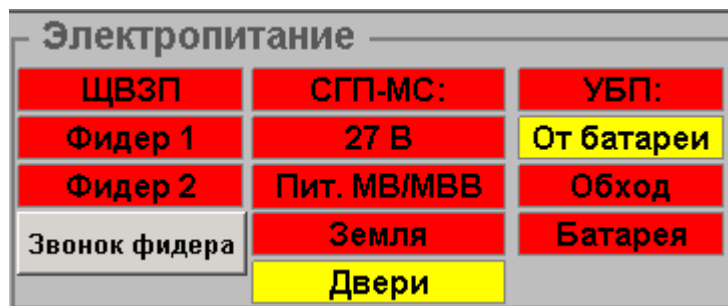 Электропитание
ЩВЗП СГП-МС: УБП:
Фидер 1 27 В От батареи
Фидер 2 Пит. МВ/МВВ Обход
Звонок фидера Земля Батарея
Двери